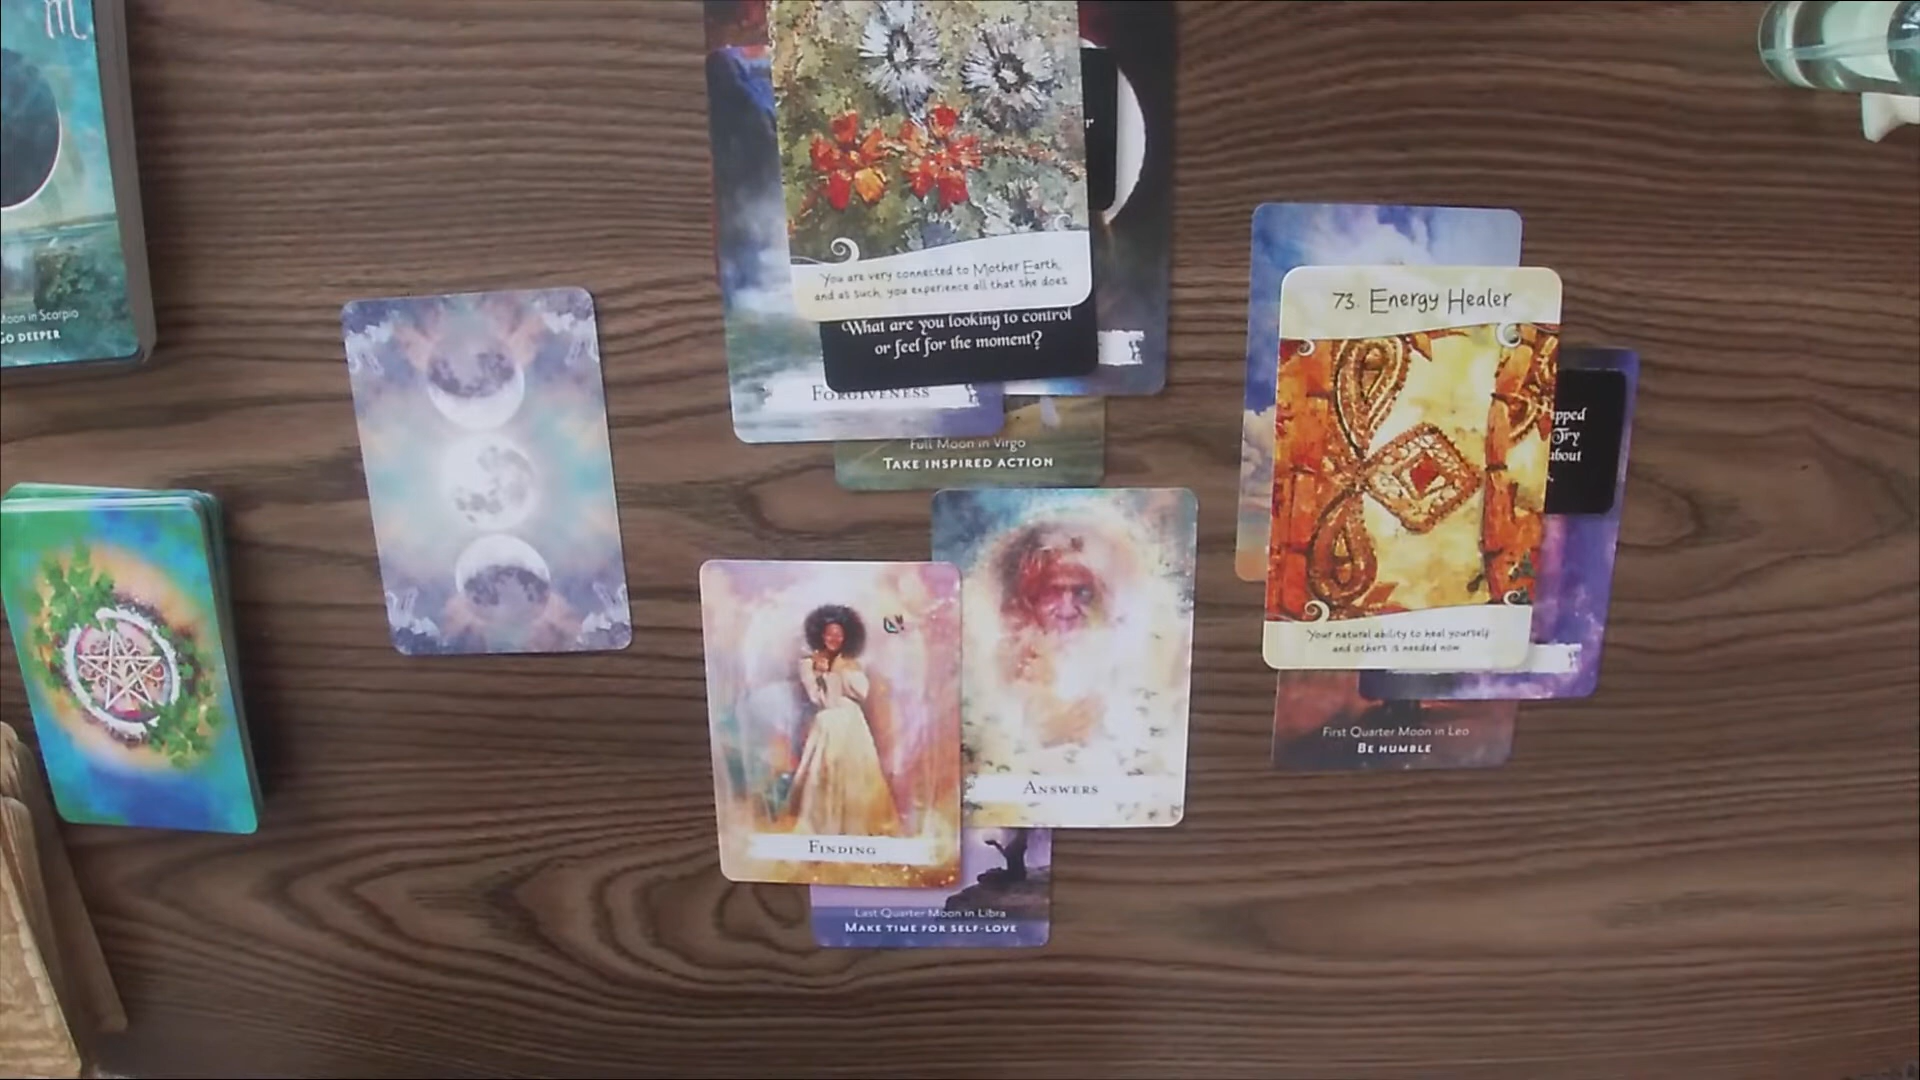 Moon in Scorpio
GO DEEPER
You are very connected to Mother Earth,
and as such, you experience all that she does
What are you looking to control
or feel for the moment?
FORGIVENESS
Full Moon in Virgo
TAKE INSPIRED ACTION
73. Energy Healer
Your natural ability to heal yourself
and others is needed now
Try
about
First Quarter Moon in Leo
BE HUMBLE
ANSWERS
FINDING
Last Quarter Moon in Libra
MAKE TIME FOR SELF-LOVE